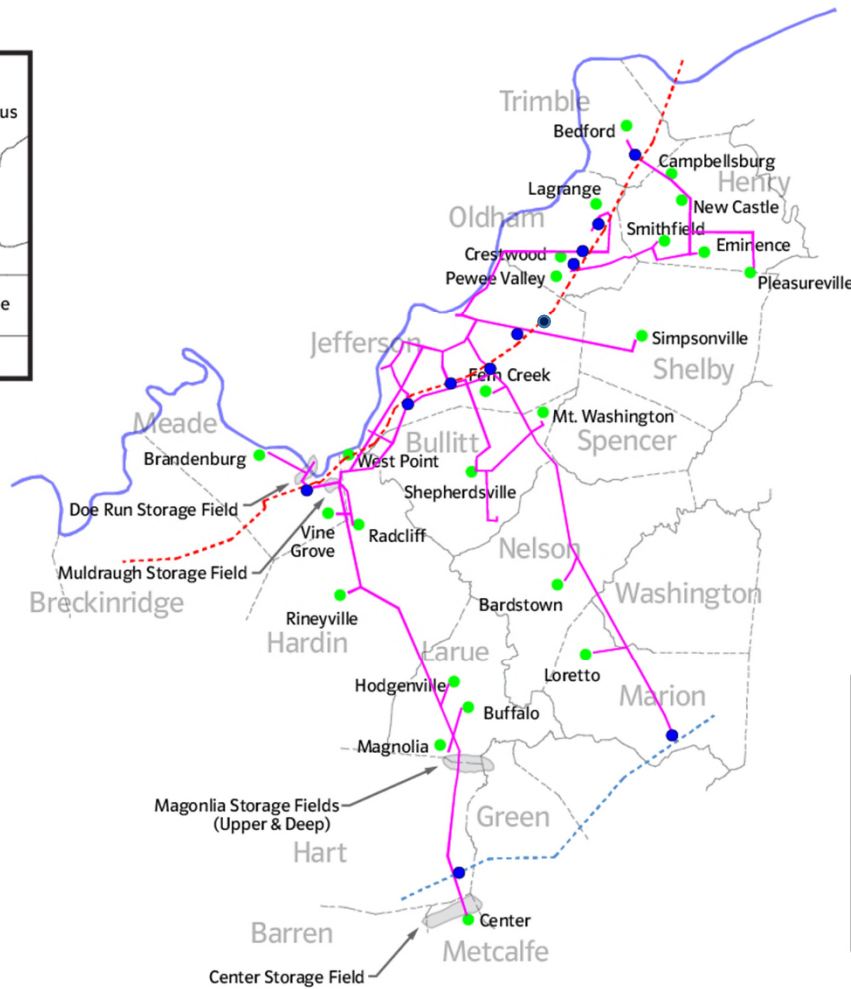 us
e
Trimble
Bedford
Campbellsburg
Henry
Lagrange
New Castle
Oldham
Smithfield
Eminence
Crestwood
Pewee Valley
Pleasureville
Jefferson
Simpsonville
Shelby
Fern Creek
Meade
Mt. Washington
Bullitt
Spencer
Brandenburg
West Point
Shepherdsville
Doe Run Storage Field
Vine
Grove
Radcliff
Nelson
Muldraugh Storage Field
Breckinridge
Washington
Bardstown
Rineyville
Hardin
Larue
Loretto
Hodgenville
Marion
Buffalo
Magnolia
Magonlia Storage Fields
(Upper & Deep)
Green
Hart
Center
Barren
Metcalfe
Center Storage Field